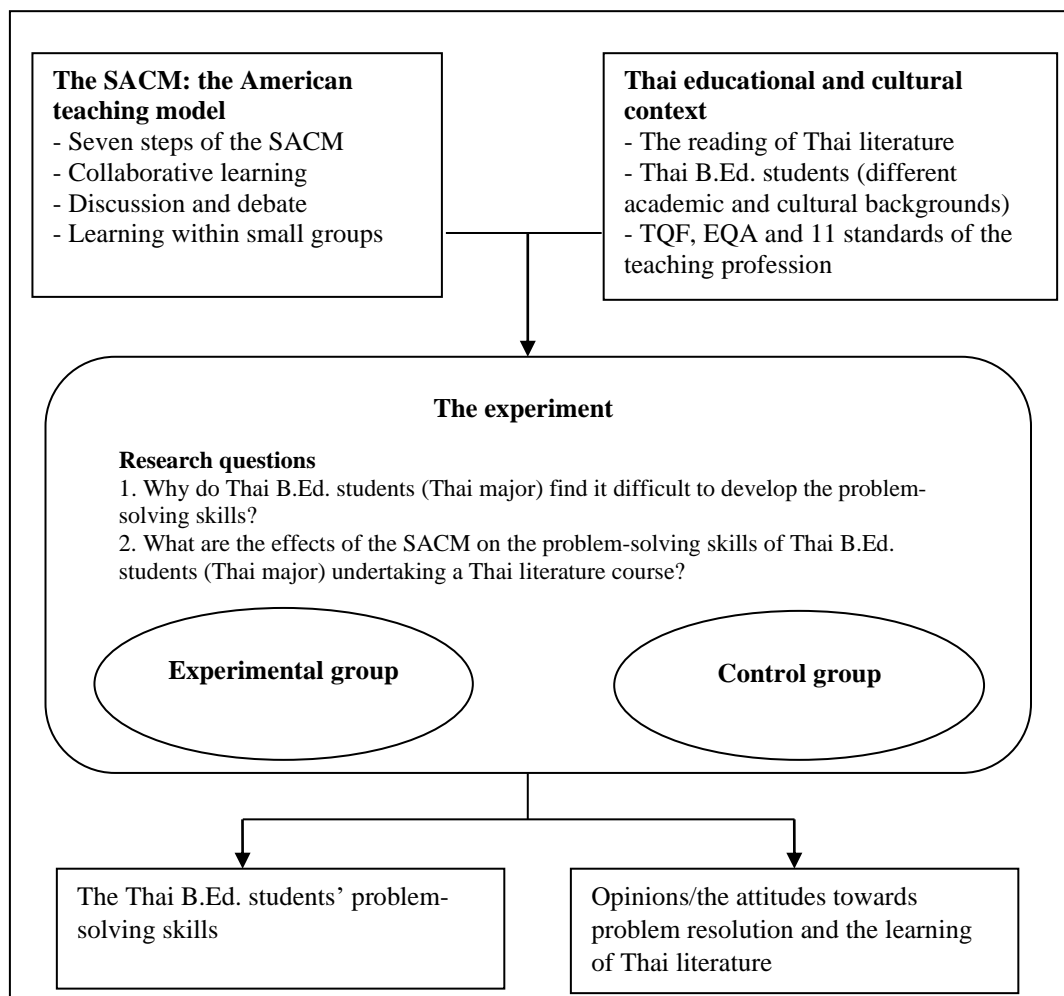 The SACM: the American
teaching model
- Seven steps of the SACM
- Collaborative learning
- Discussion and debate
- Learning within small groups
Thai educational and cultural
context
- The reading of Thai literature
- Thai B.Ed. students (different
academic and cultural backgrounds)
- TQF, EQA and 11 standards of the
teaching profession
The experiment
Research questions
1. Why do Thai B.Ed. students (Thai major) find it difficult to develop the problem-
solving skills?
2. What are the effects of the SACM on the problem-solving skills of Thai B.Ed.
students (Thai major) undertaking a Thai literature course?
Experimental group
Control group
The Thai B.Ed. students’ problem-
solving skills
Opinions/the attitudes towards
problem resolution and the learning
of Thai literature